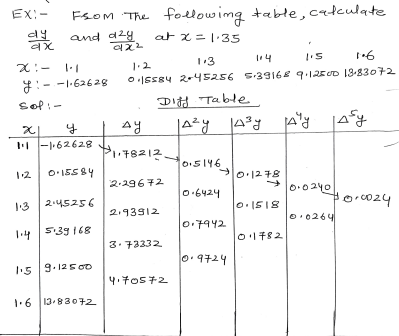 EX:- From The following table, calculate
dy/dx and d²y/dx² at x = 1.35
x:- 1.1 1.2 1.3 1.4 1.5 1.6
y:- -1.62628 0.15584 2.45256 5.39168 9.12500 13.83072
Sol:- Diff Table
x y Δy Δ²y Δ³y Δ⁴y Δ⁵y
1.1 -1.62628
1.78212
1.2 0.15584 0.5146
2.29672 0.1278
1.3 2.45256 0.6424 0.0240
2.93912 0.1518 0.0024
1.4 5.39168 0.7942 0.0264
3.73332 0.1782
1.5 9.12500 0.9724
4.70572
1.6 13.83072